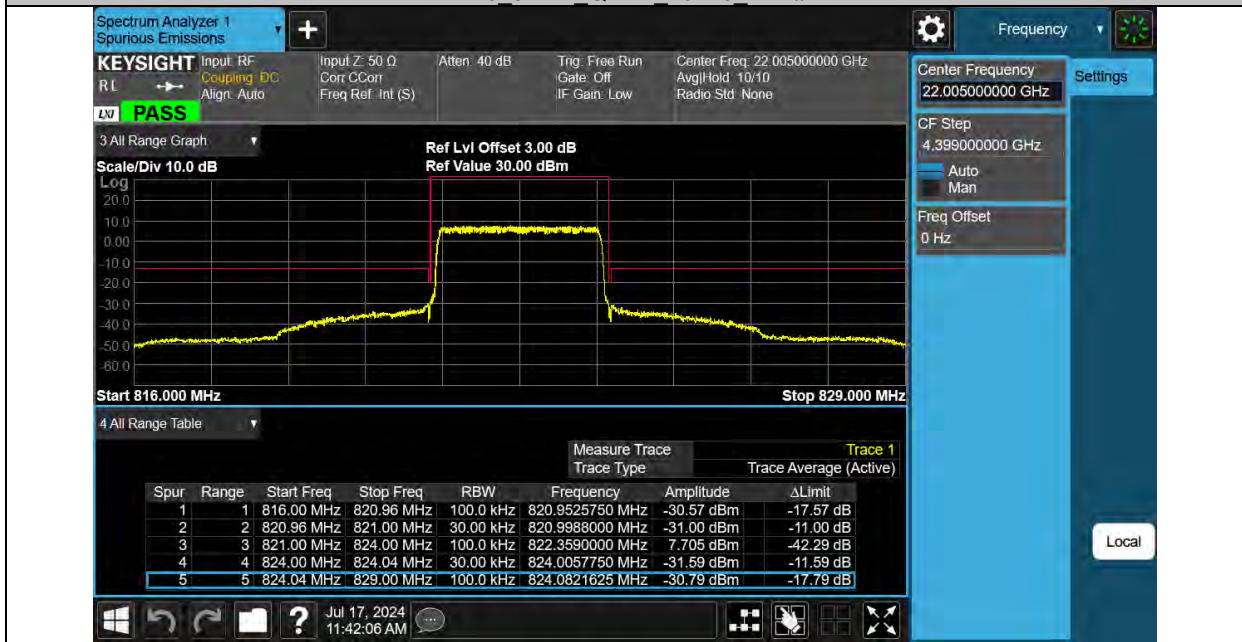 Spectrum Analyzer 1
Spurious Emissions
Frequency
KEYSIGHT
Input: RF
Coupling: DC
Align: Auto
Input Z: 50 Ω
Corr CCorr
Freq Ref: Int (S)
Atten: 40 dB
Trig: Free Run
Gate: Off
IF Gain: Low
Center Freq: 22.005000000 GHz
Avg|Hold: 10/10
Radio Std: None
LXI PASS
3 All Range Graph
Scale/Div 10.0 dB
Ref Lvl Offset 3.00 dB
Ref Value 30.00 dBm
Log
20.0
10.0
0.00
-10.0
-20.0
-30.0
-40.0
-50.0
-60.0
Start 816.000 MHz
Stop 829.000 MHz
4 All Range Table
Measure Trace Trace 1
Trace Type Trace Average (Active)
Spur Range Start Freq Stop Freq RBW Frequency Amplitude ΔLimit
1 1 816.00 MHz 820.96 MHz 100.0 kHz 820.9525750 MHz -30.57 dBm -17.57 dB
2 2 820.96 MHz 821.00 MHz 30.00 kHz 820.9988000 MHz -31.00 dBm -11.00 dB
3 3 821.00 MHz 824.00 MHz 100.0 kHz 822.3590000 MHz 7.705 dBm -42.29 dB
4 4 824.00 MHz 824.04 MHz 30.00 kHz 824.0057750 MHz -31.59 dBm -11.59 dB
5 5 824.04 MHz 829.00 MHz 100.0 kHz 824.0821625 MHz -30.79 dBm -17.79 dB
Center Frequency
22.005000000 GHz
Settings
CF Step
4.399000000 GHz
Auto
Man
Freq Offset
0 Hz
Local
Jul 17, 2024
11:42:06 AM